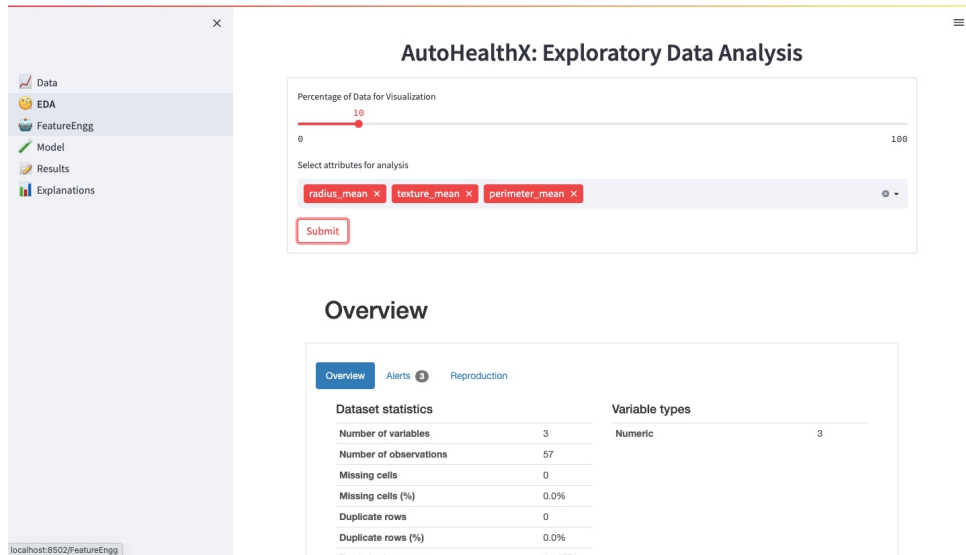 ×
AutoHealthX: Exploratory Data Analysis
Data
EDA
FeatureEngg
Model
Results
Explanations
Percentage of Data for Visualization
10
0 100
Select attributes for analysis
radius_mean × texture_mean × perimeter_mean ×
Submit
Overview
Overview Alerts 3 Reproduction
Dataset statistics Variable types
Number of variables 3 Numeric 3
Number of observations 57
Missing cells 0
Missing cells (%) 0.0%
Duplicate rows 0
Duplicate rows (%) 0.0%
localhost:8502/FeatureEngg